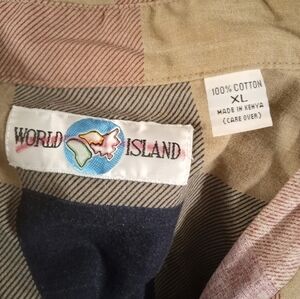 WORLD ISLAND
100% COTTON
XL
MADE IN KENYA
(CARE OVER)